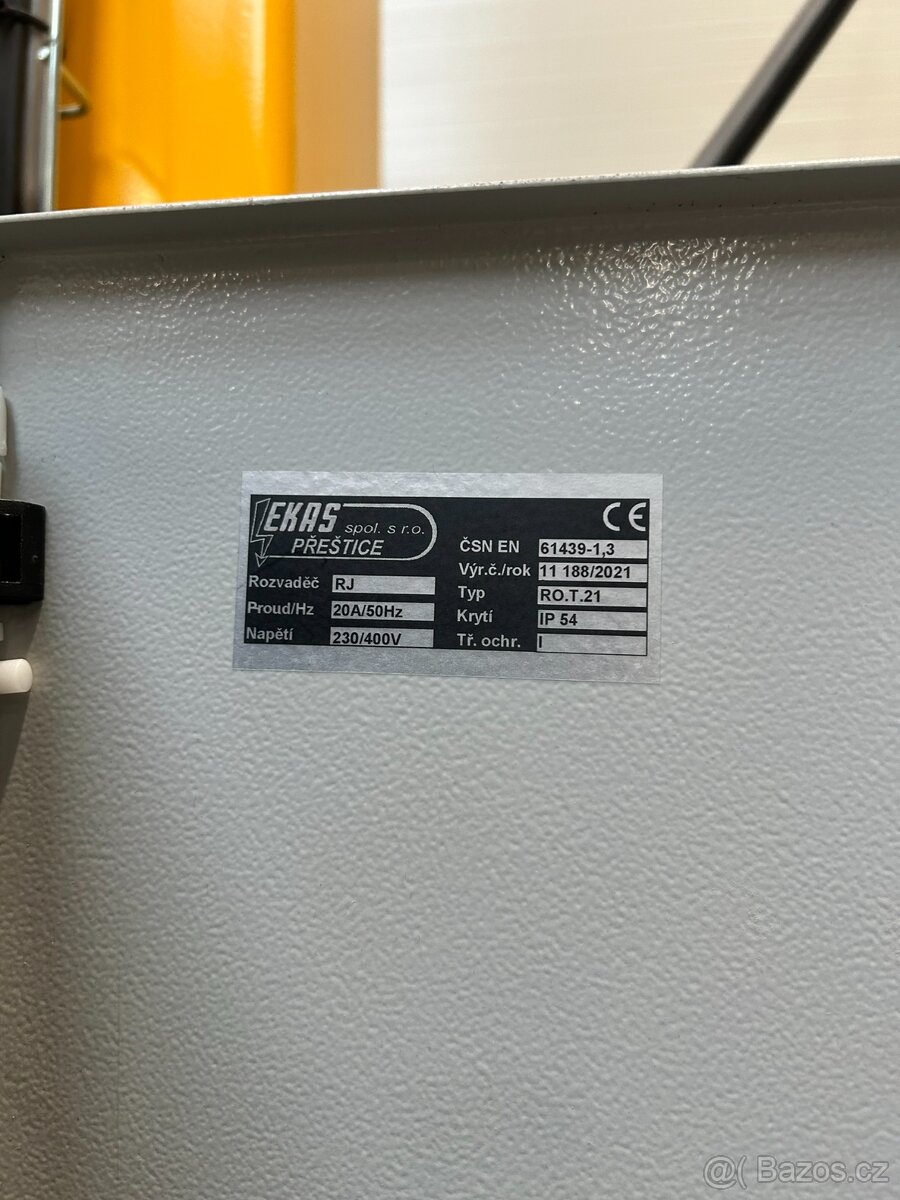 EKAS spol. s r.o.
PŘEŠTICE
Rozvaděč RJ
Proud/Hz 20A/50Hz
Napětí 230/400V
CE
ČSN EN 61439-1,3
Výr.č./rok 11 188/2021
Typ RO.T.21
Krytí IP 54
Tř. ochr. I
@( Bazos.cz